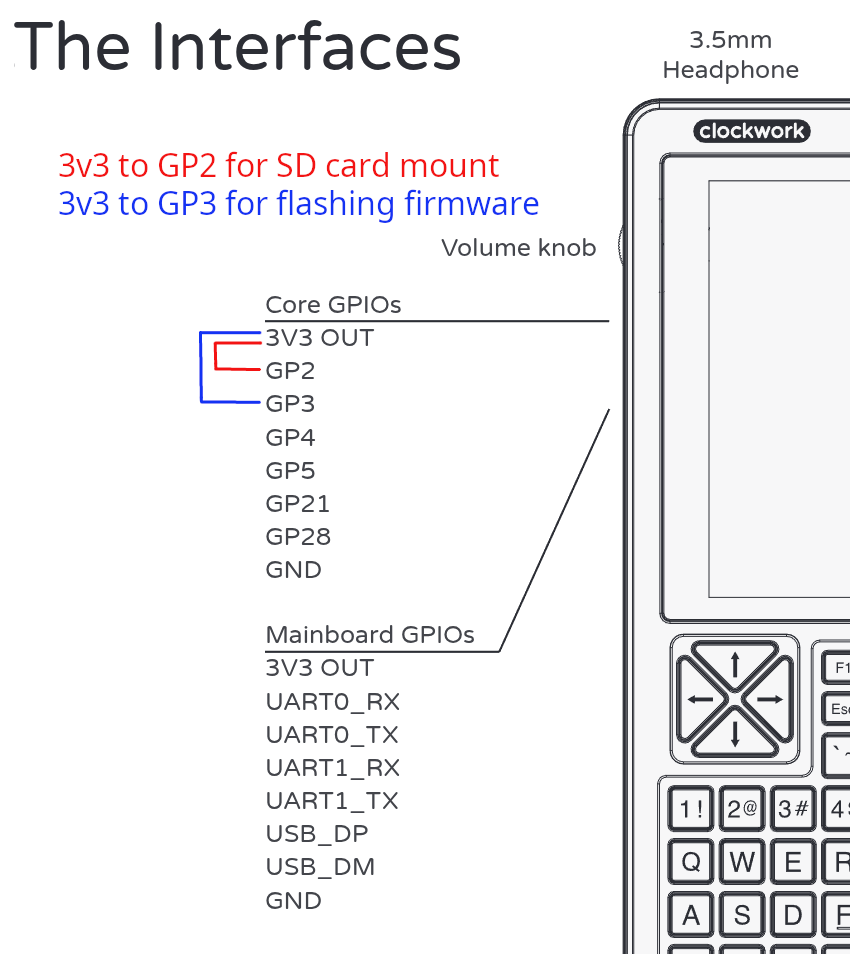 The Interfaces
3.5mm
Headphone
clockwork
3v3 to GP2 for SD card mount
3v3 to GP3 for flashing firmware
Volume knob
Core GPIOs
3V3 OUT
GP2
GP3
GP4
GP5
GP21
GP28
GND
Mainboard GPIOs
3V3 OUT
UART0_RX
UART0_TX
UART1_RX
UART1_TX
USB_DP
USB_DM
GND
F1
Esc
` ~
1! 2@ 3# 4$
Q W E R
A S D F